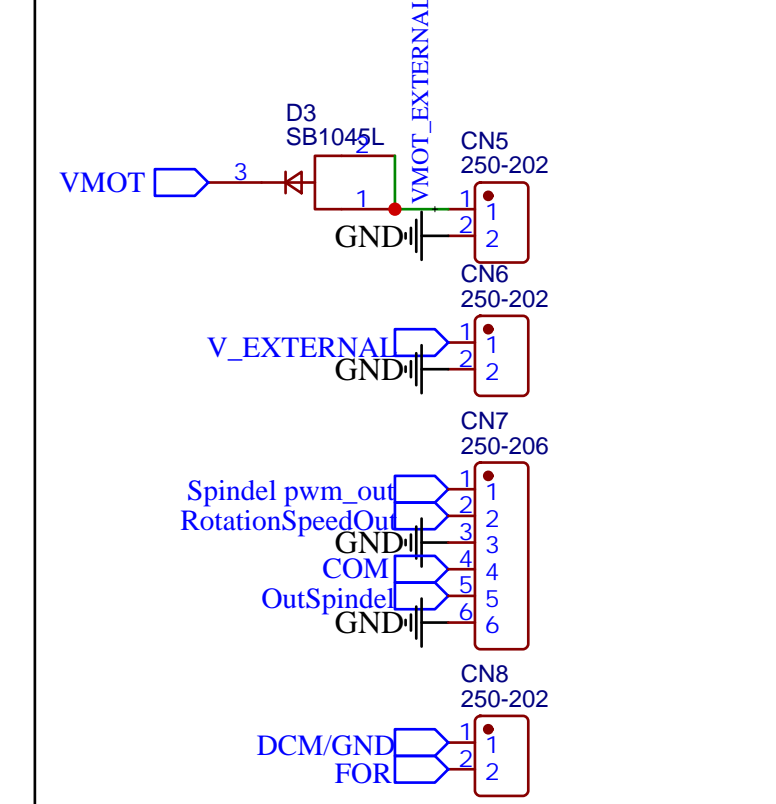 VMOT_EXTERNAL
D3
SB1045L
2
VMOT
3
1
CN5
250-202
1
1
GND
2
2
CN6
250-202
V_EXTERNAL
1
1
GND
2
2
CN7
250-206
Spindel pwm_out
1
1
RotationSpeedOut
2
2
GND
3
3
COM
4
4
OutSpindel
5
5
GND
6
6
CN8
250-202
DCM/GND
1
1
FOR
2
2